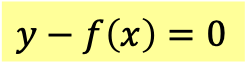 y − f(x) = 0